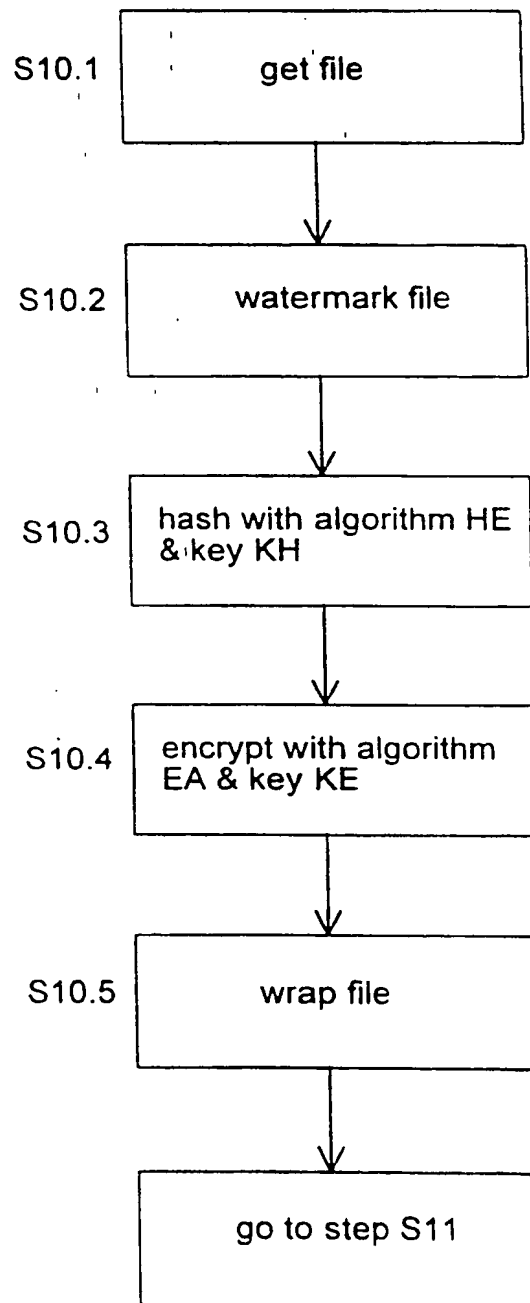 S10.1
get file
S10.2
watermark file
S10.3
hash with algorithm HE
& key KH
S10.4
encrypt with algorithm
EA & key KE
S10.5
wrap file
go to step S11